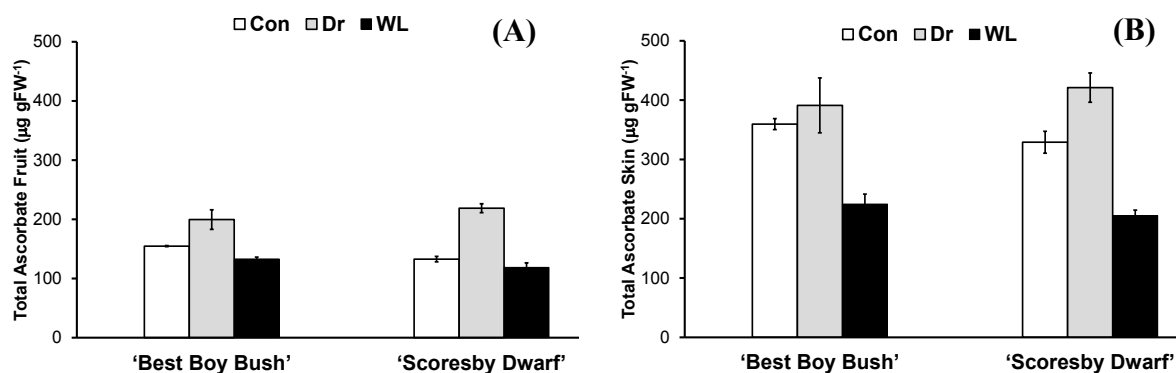 Con Dr WL
(A)
Total Ascorbate Fruit (µg gFW⁻¹)
500
400
300
200
100
0
'Best Boy Bush' 'Scoresby Dwarf'
Con Dr WL
(B)
Total Ascorbate Skin (µg gFW⁻¹)
500
400
300
200
100
0
'Best Boy Bush' 'Scoresby Dwarf'